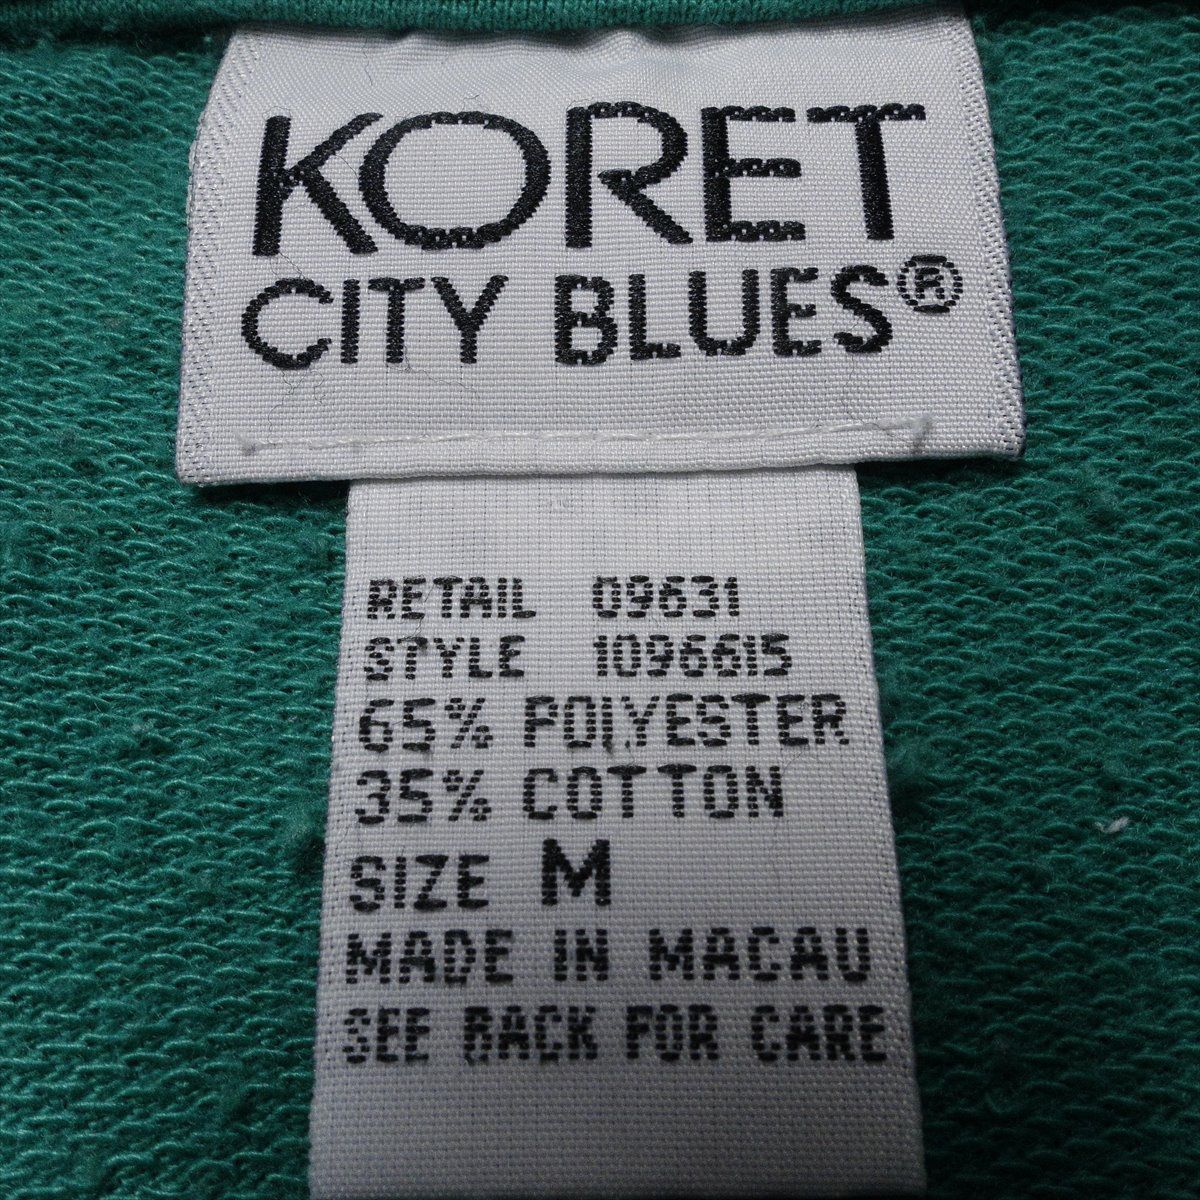 KORET
CITY BLUES®
RETAIL 09631
STYLE 1096615
65% POLYESTER
35% COTTON
SIZE M
MADE IN MACAU
SEE BACK FOR CARE